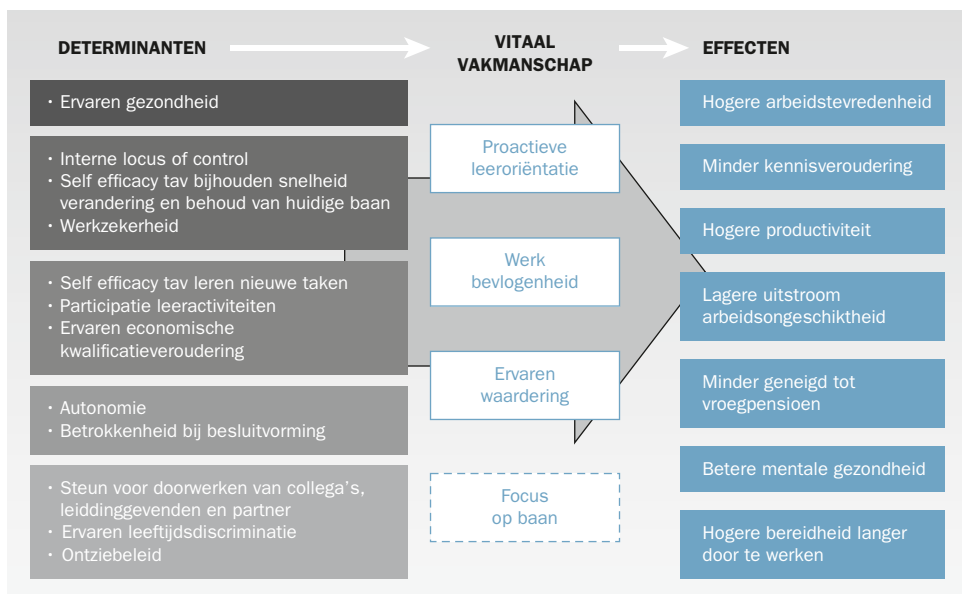 DETERMINANTEN
VITAAL
VAKMANSCHAP
EFFECTEN
· Ervaren gezondheid
· Interne locus of control
· Self efficacy tav bijhouden snelheid
verandering en behoud van huidige baan
· Werkzekerheid
· Self efficacy tav leren nieuwe taken
· Participatie leeractiviteiten
· Ervaren economische
kwalificatieveroudering
· Autonomie
· Betrokkenheid bij besluitvorming
· Steun voor doorwerken van collega's,
leiddinggevenden en partner
· Ervaren leeftijdsdiscriminatie
· Ontziebeleid
Proactieve
leeroriëntatie
Werk
bevlogenheid
Ervaren
waardering
Focus
op baan
Hogere arbeidstevredenheid
Minder kennisveroudering
Hogere productiviteit
Lagere uitstroom
arbeidsongeschiktheid
Minder geneigd tot
vroegpensioen
Betere mentale gezondheid
Hogere bereidheid langer
door te werken